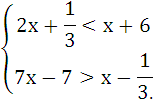 { 2x + 1/3 < x + 6
7x − 7 > x − 1/3.